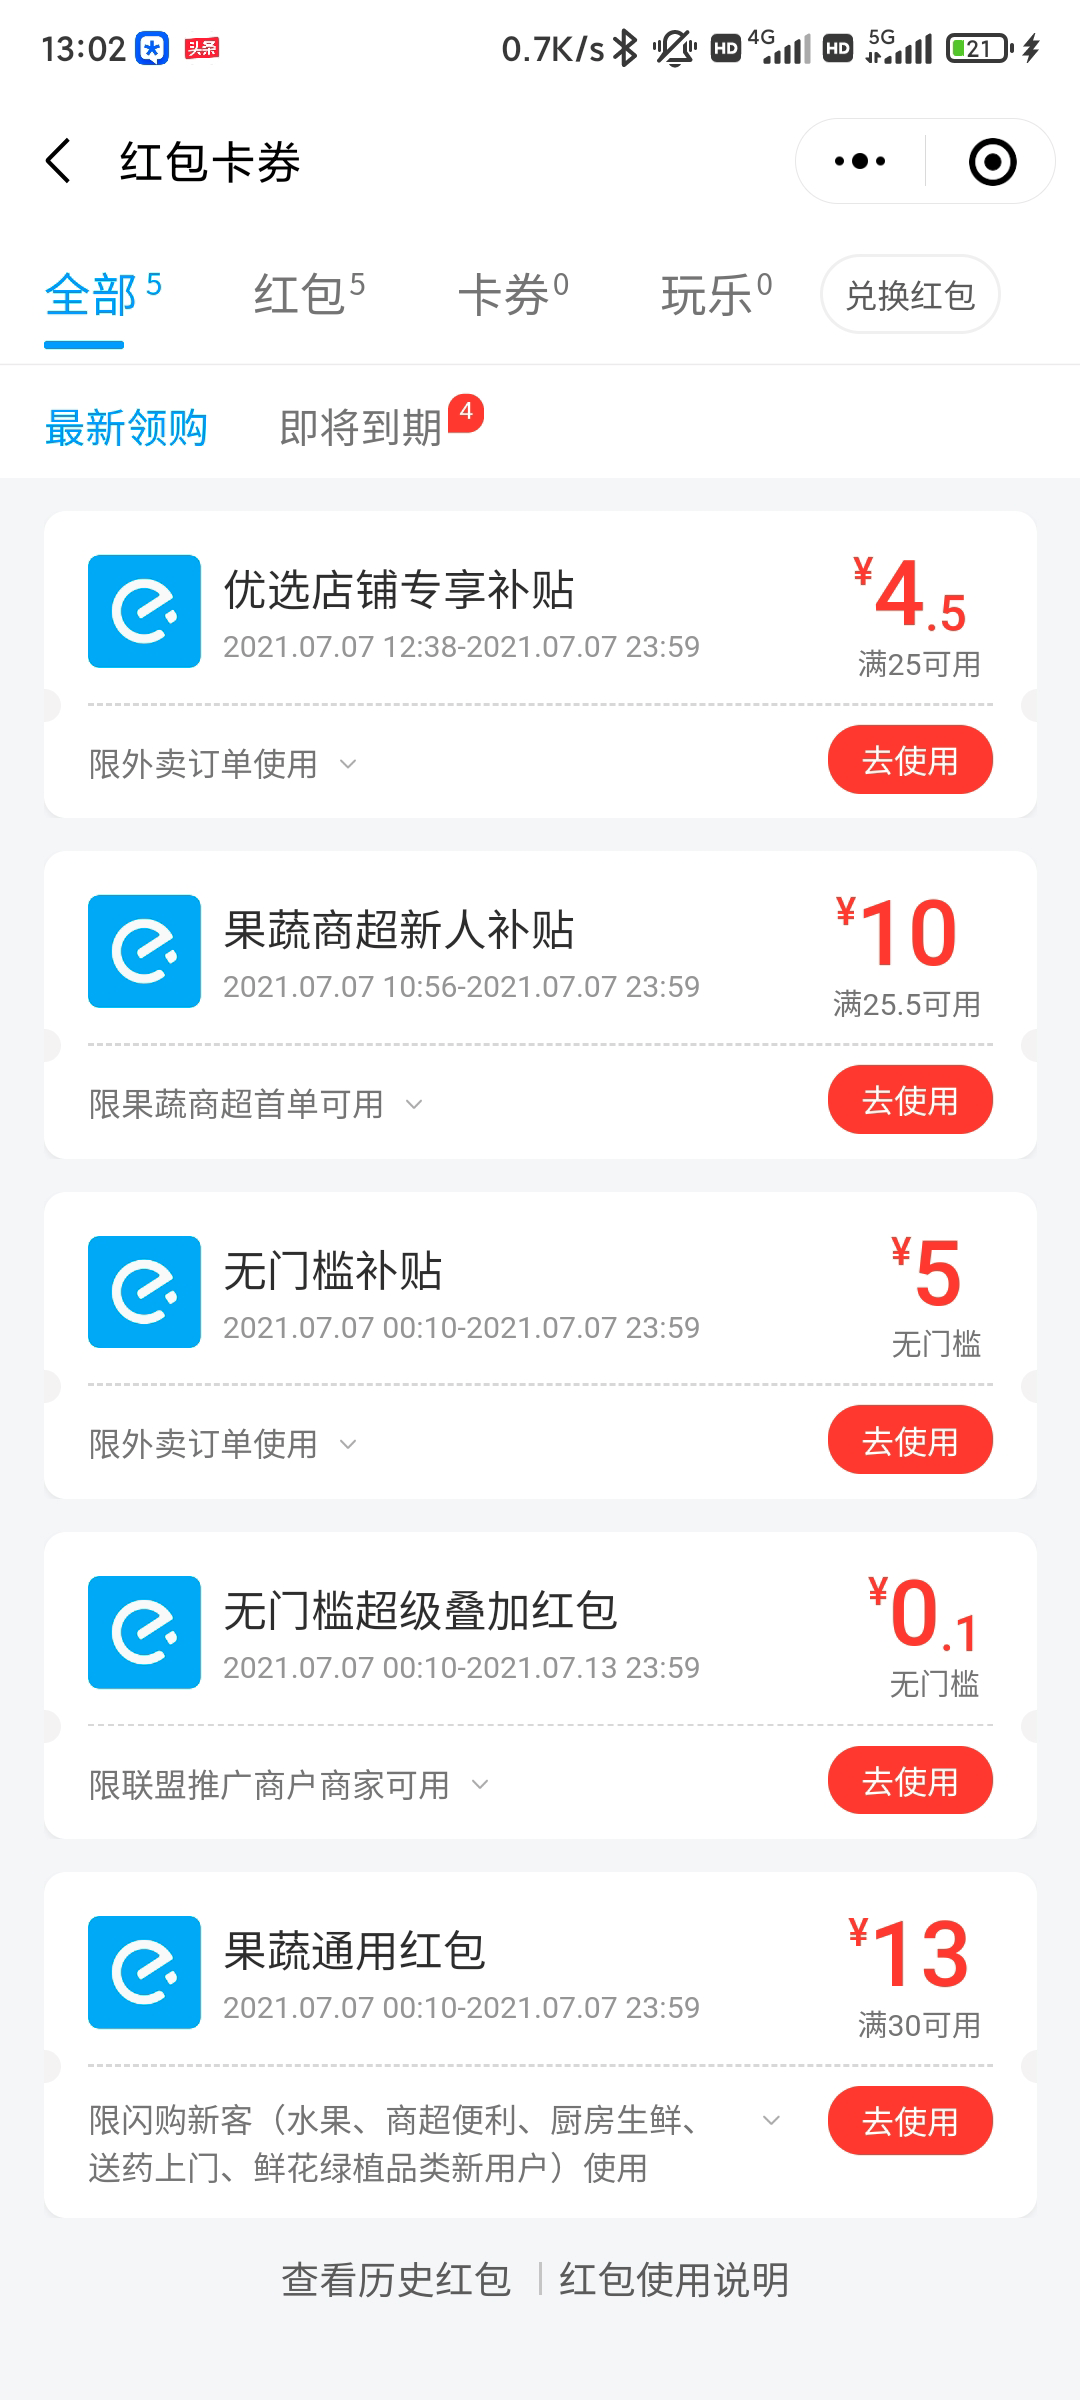 13:02 头条 0.7K/s HD 4G HD 5G 21
红包卡券
全部 5 红包 5 卡券 0 玩乐 0 兑换红包
最新领购 即将到期 4
优选店铺专享补贴 ¥4.5
2021.07.07 12:38-2021.07.07 23:59 满25可用
限外卖订单使用 去使用
果蔬商超新人补贴 ¥10
2021.07.07 10:56-2021.07.07 23:59 满25.5可用
限果蔬商超首单可用 去使用
无门槛补贴 ¥5
2021.07.07 00:10-2021.07.07 23:59 无门槛
限外卖订单使用 去使用
无门槛超级叠加红包 ¥0.1
2021.07.07 00:10-2021.07.13 23:59 无门槛
限联盟推广商户商家可用 去使用
果蔬通用红包 ¥13
2021.07.07 00:10-2021.07.07 23:59 满30可用
限闪购新客（水果、商超便利、厨房生鲜、 去使用
送药上门、鲜花绿植品类新用户）使用
查看历史红包 | 红包使用说明